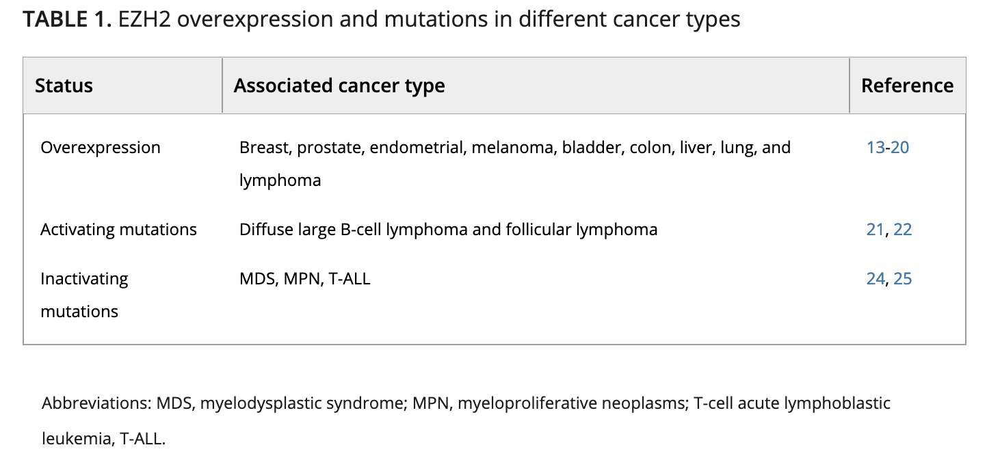 TABLE 1. EZH2 overexpression and mutations in different cancer types
Status Associated cancer type Reference
Overexpression Breast, prostate, endometrial, melanoma, bladder, colon, liver, lung, and 13-20
lymphoma
Activating mutations Diffuse large B-cell lymphoma and follicular lymphoma 21, 22
Inactivating MDS, MPN, T-ALL 24, 25
mutations
Abbreviations: MDS, myelodysplastic syndrome; MPN, myeloproliferative neoplasms; T-cell acute lymphoblastic
leukemia, T-ALL.